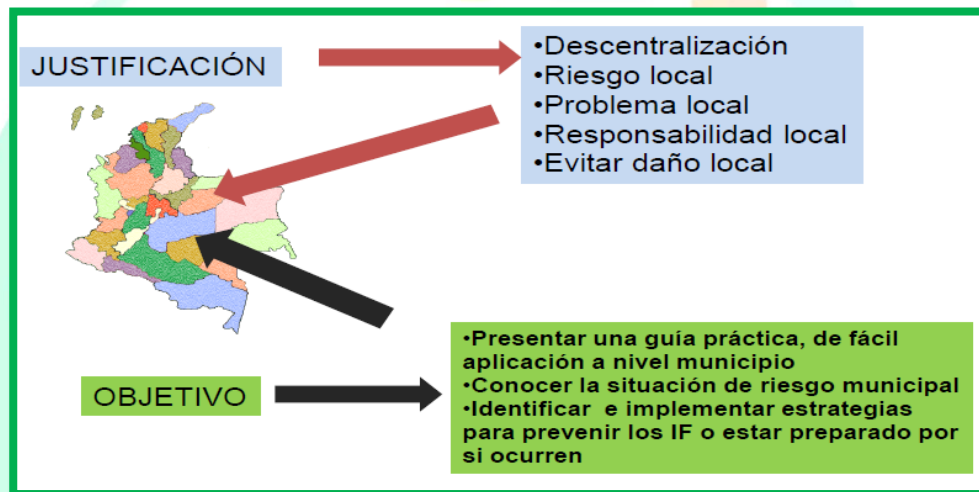 JUSTIFICACIÓN
•Descentralización
•Riesgo local
•Problema local
•Responsabilidad local
•Evitar daño local
OBJETIVO
•Presentar una guía práctica, de fácil
aplicación a nivel municipio
•Conocer la situación de riesgo municipal
•Identificar e implementar estrategias
para prevenir los IF o estar preparado por
si ocurren